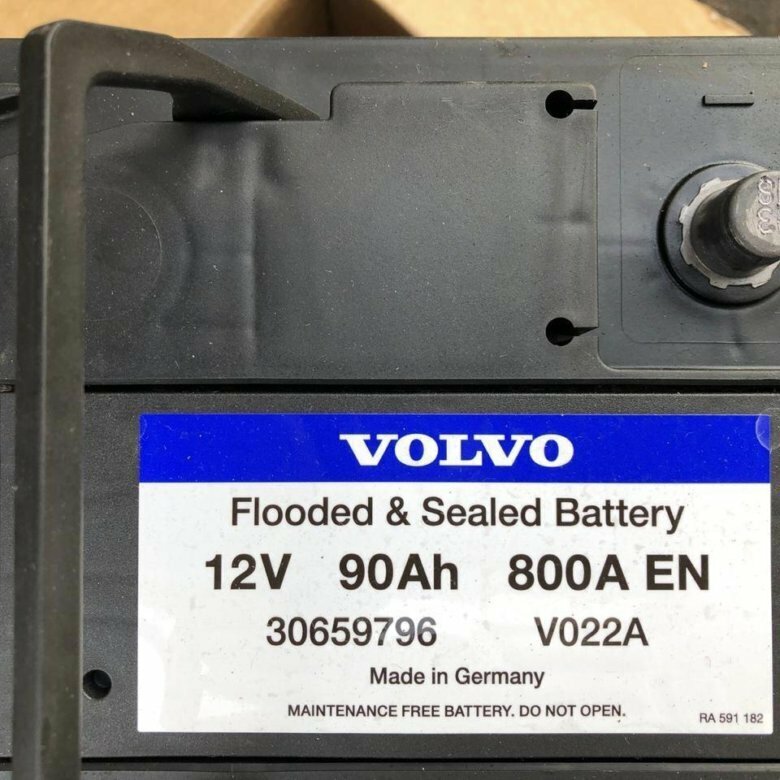 VOLVO
Flooded & Sealed Battery
12V 90Ah 800A EN
30659796 V022A
Made in Germany
MAINTENANCE FREE BATTERY. DO NOT OPEN.
RA 591 182